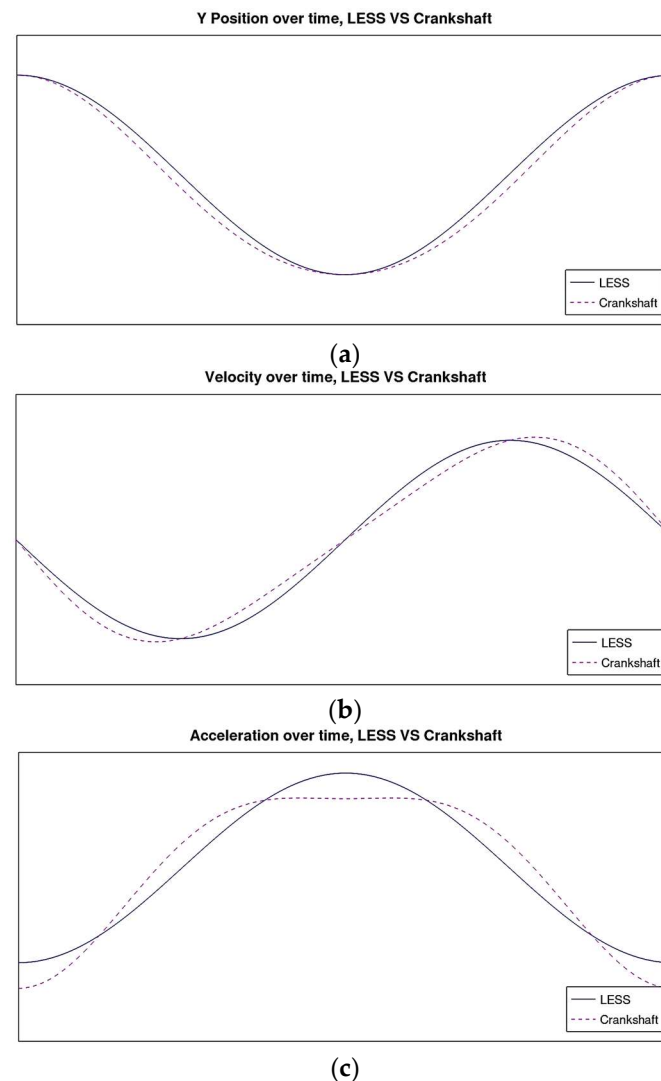 Y Position over time, LESS VS Crankshaft
LESS
Crankshaft
(a)
Velocity over time, LESS VS Crankshaft
LESS
Crankshaft
(b)
Acceleration over time, LESS VS Crankshaft
LESS
Crankshaft
(c)